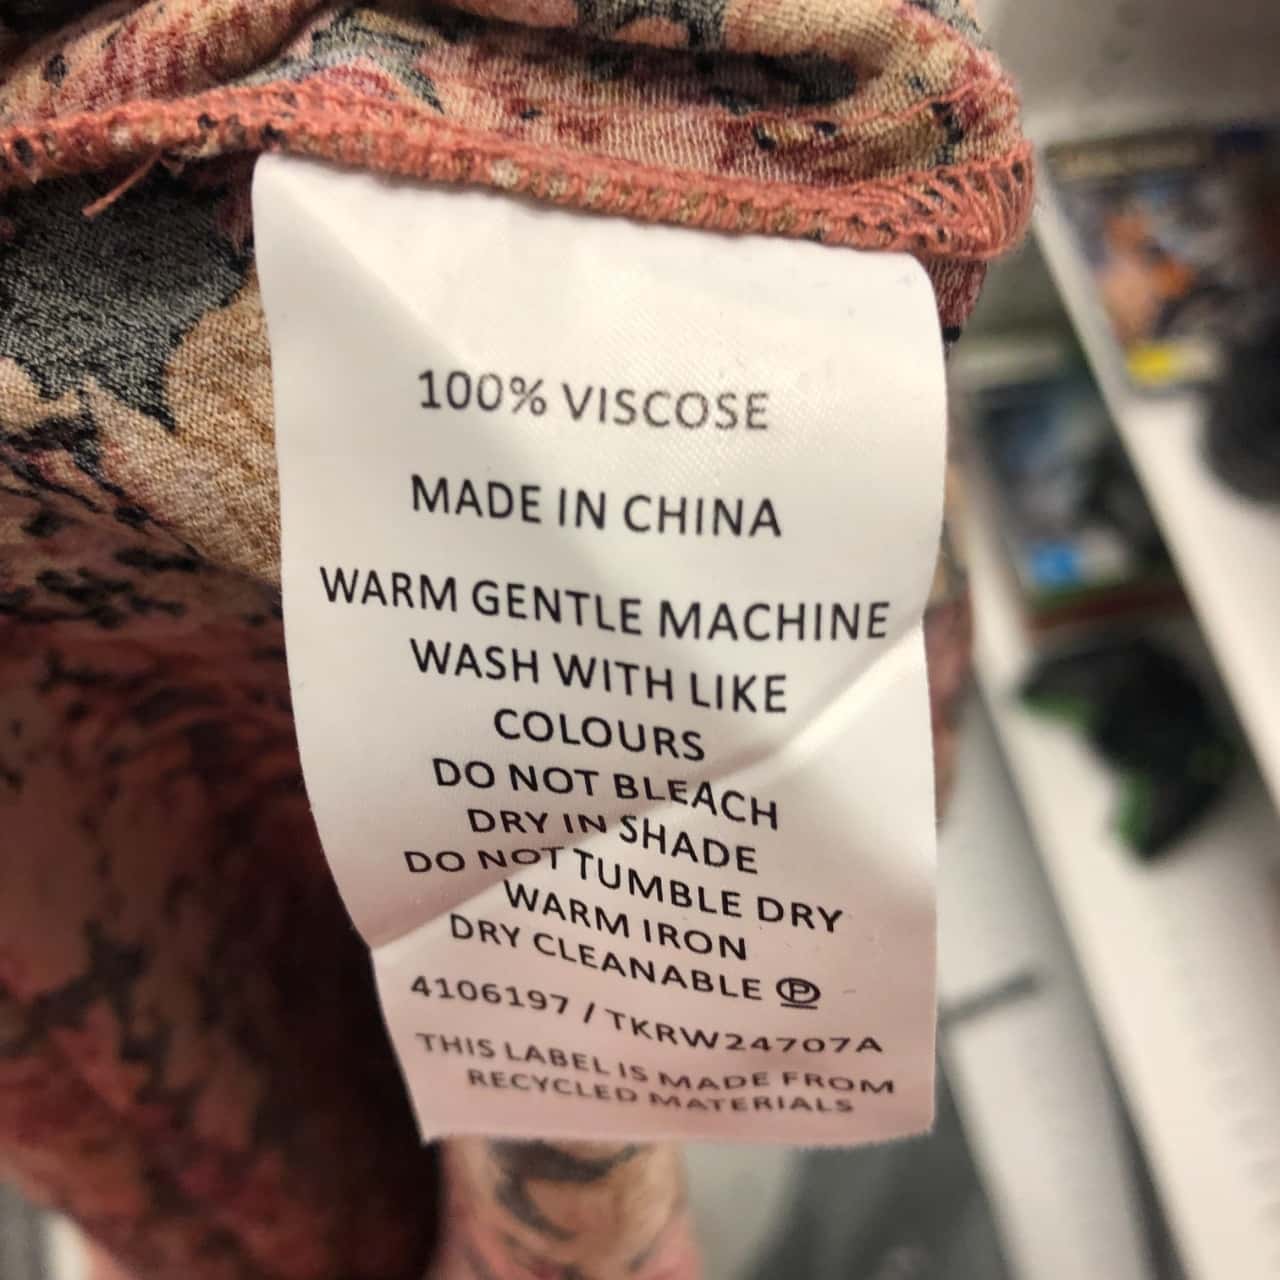 100% VISCOSE
MADE IN CHINA
WARM GENTLE MACHINE
WASH WITH LIKE
COLOURS
DO NOT BLEACH
DRY IN SHADE
DO NOT TUMBLE DRY
WARM IRON
DRY CLEANABLE Ⓟ
4106197 / TKRW24707A
THIS LABEL IS MADE FROM
RECYCLED MATERIALS